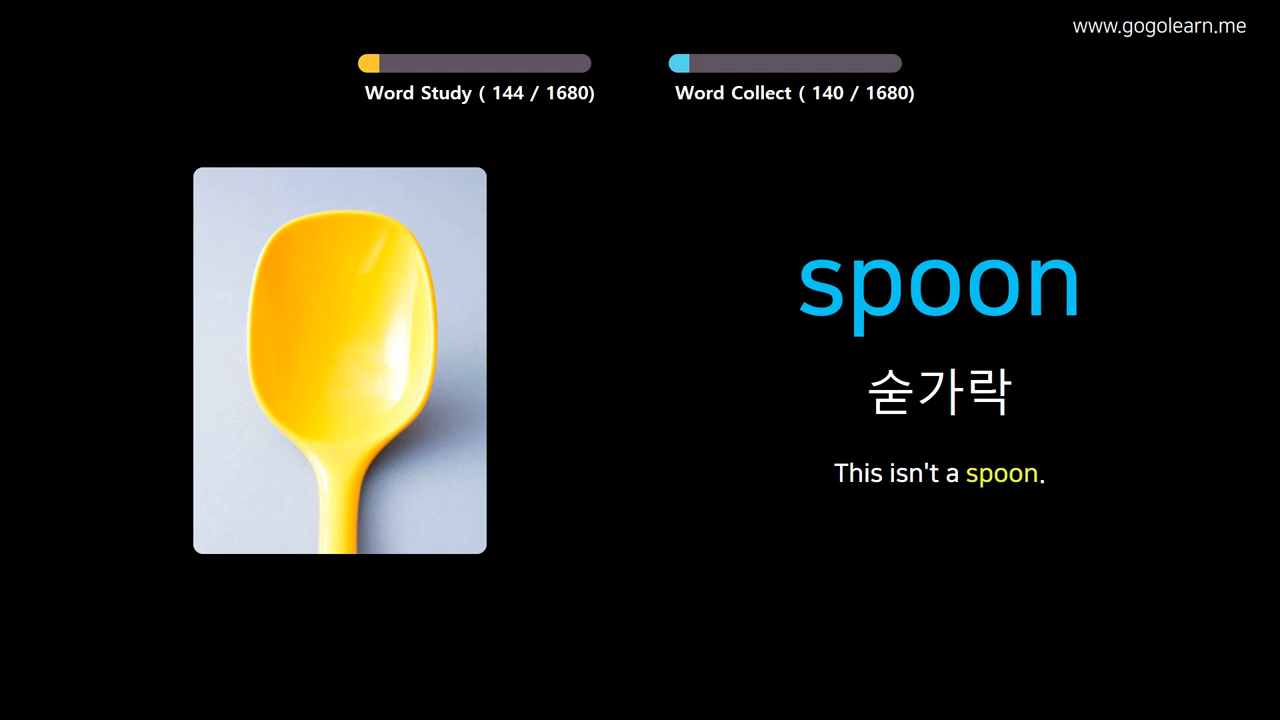 www.gogolearn.me
Word Study ( 144 / 1680)
Word Collect ( 140 / 1680)
spoon
숟가락
This isn't a spoon.